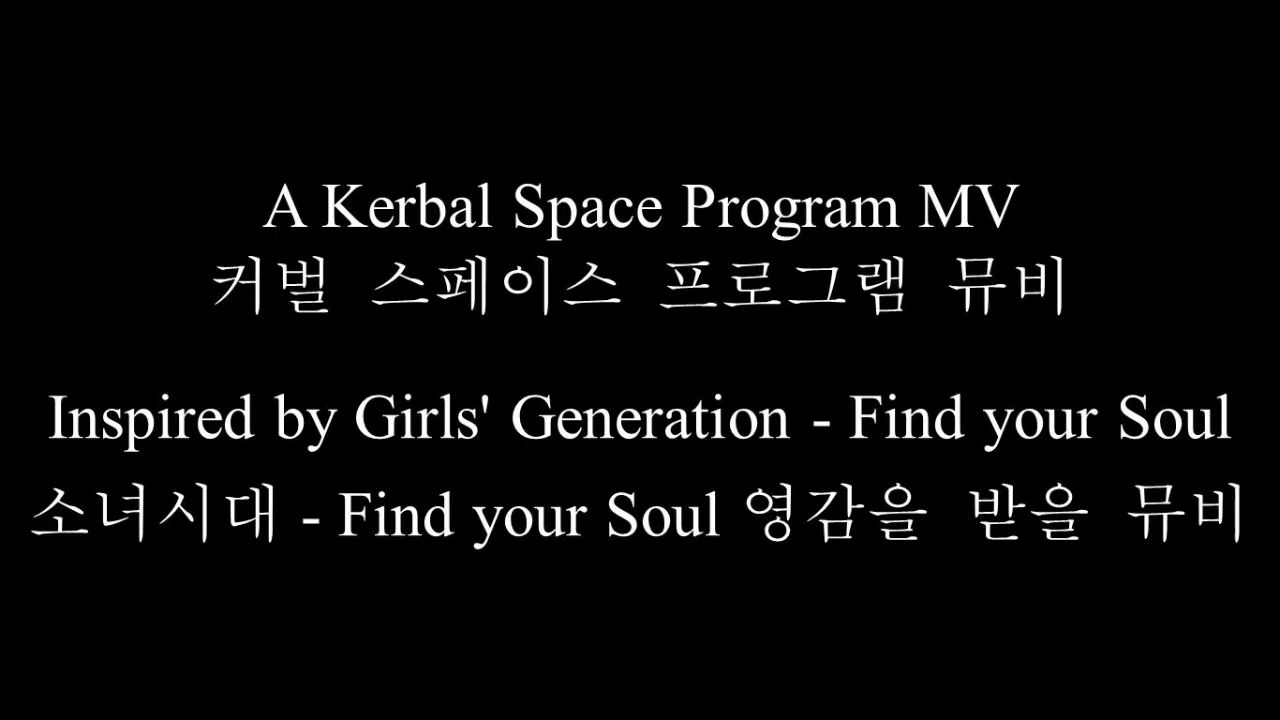 A Kerbal Space Program MV
커벌 스페이스 프로그램 뮤비
Inspired by Girls' Generation - Find your Soul
소녀시대 - Find your Soul 영감을 받을 뮤비